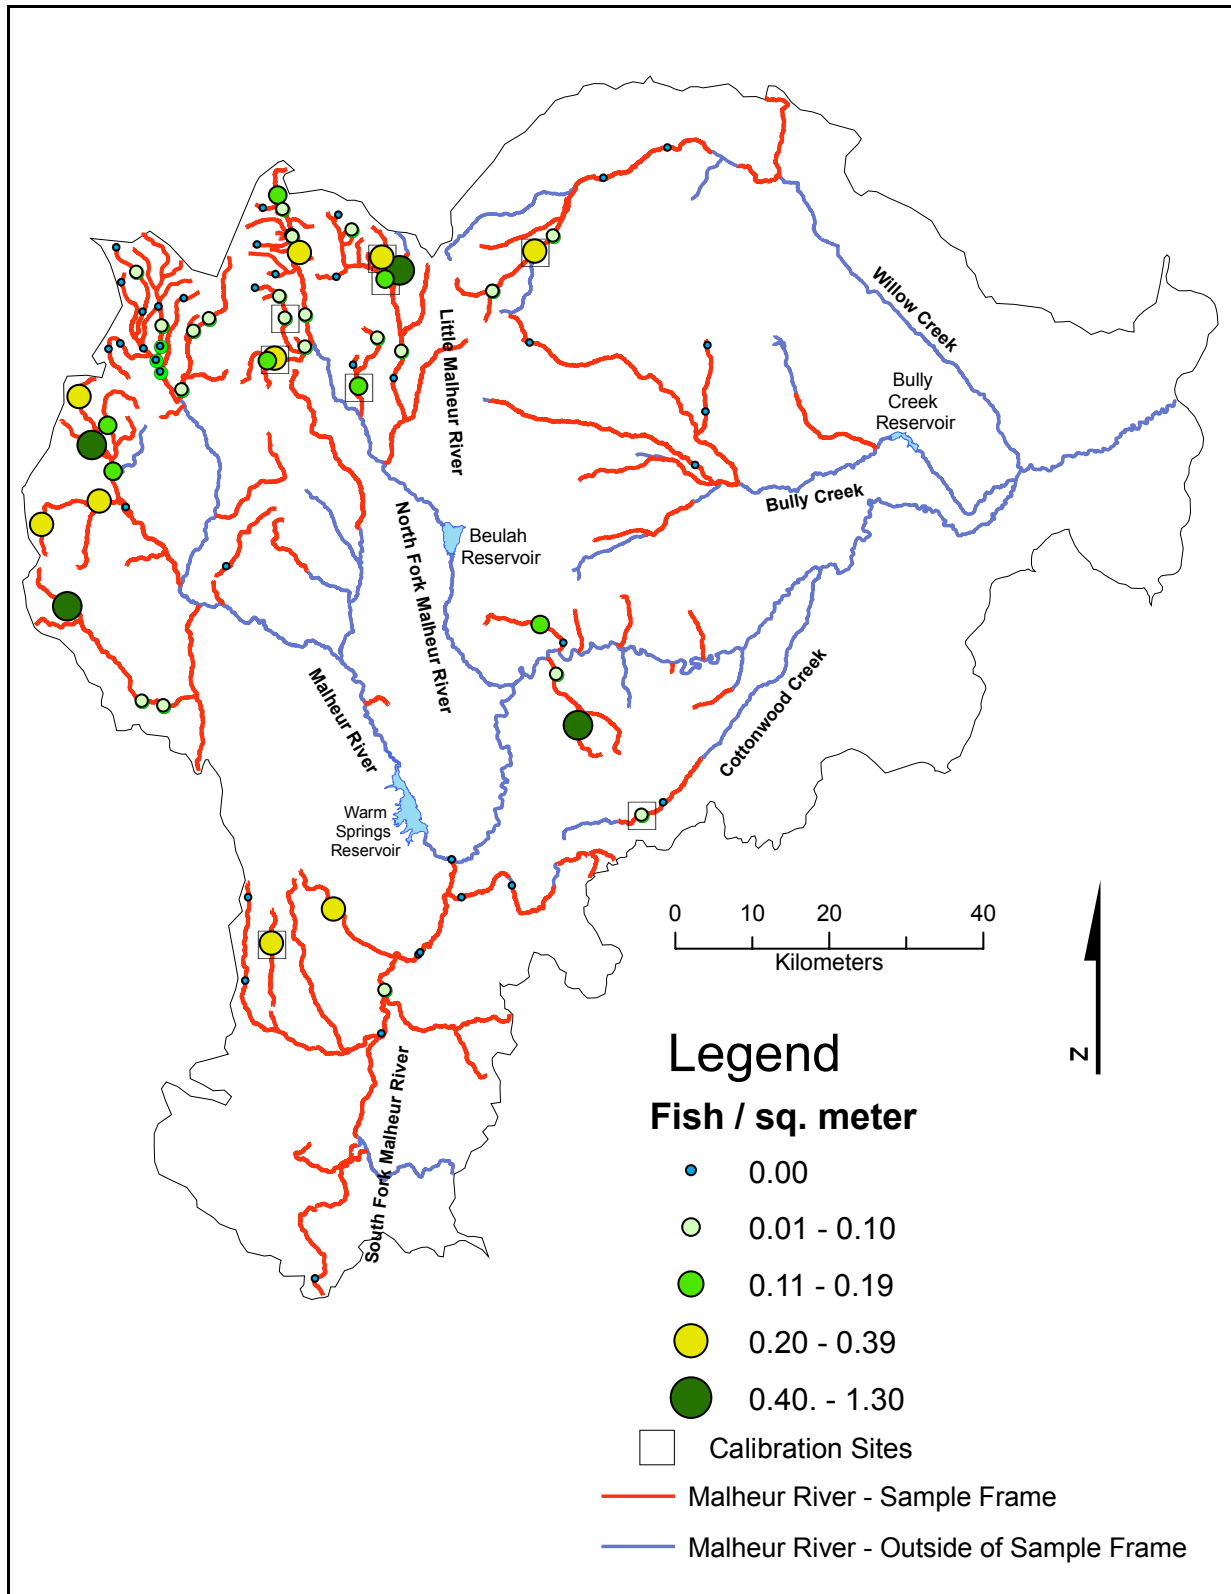 Little Malheur River
Willow Creek
Bully
Creek
Reservoir
Bully Creek
North Fork Malheur River
Beulah
Reservoir
Malheur River
Cottonwood Creek
Warm
Springs
Reservoir
0 10 20 40
Kilometers
N
South Fork Malheur River
Legend
Fish / sq. meter
0.00
0.01 - 0.10
0.11 - 0.19
0.20 - 0.39
0.40. - 1.30
Calibration Sites
Malheur River - Sample Frame
Malheur River - Outside of Sample Frame